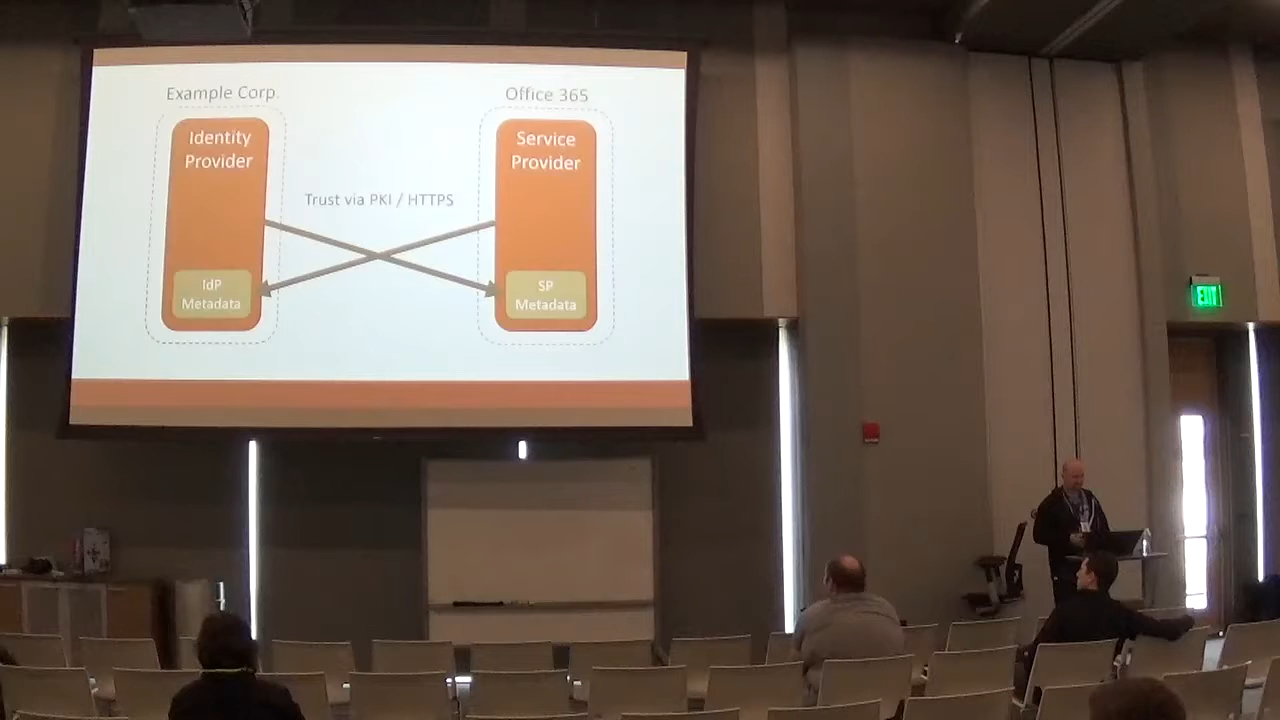 Example Corp
Office 365
Identity
Provider
Service
Provider
Trust via PKI / HTTPS
IdP
Metadata
SP
Metadata
EXIT